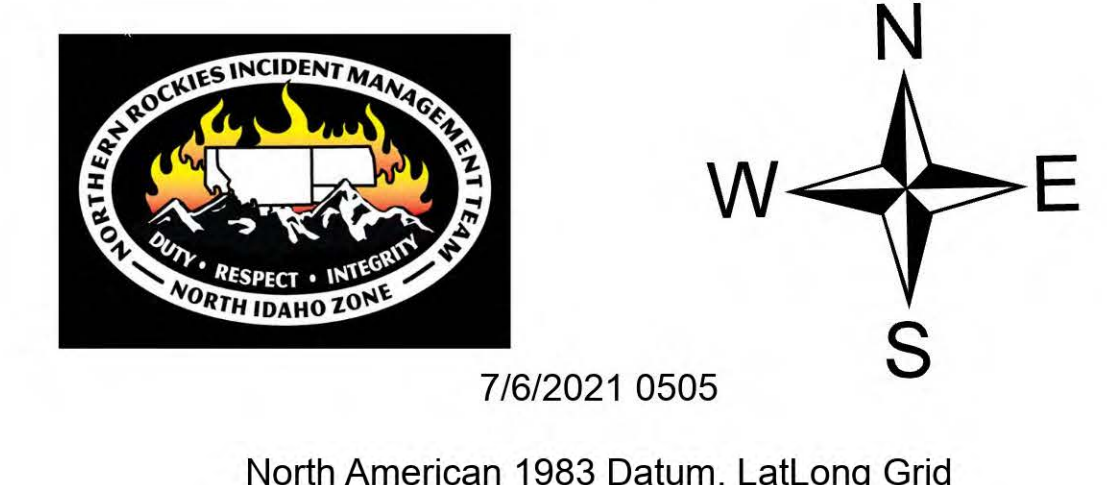 NORTHERN ROCKIES INCIDENT MANAGEMENT TEAM
DUTY • RESPECT • INTEGRITY
— NORTH IDAHO ZONE —
N
W
E
S
7/6/2021 0505
North American 1983 Datum, LatLong Grid